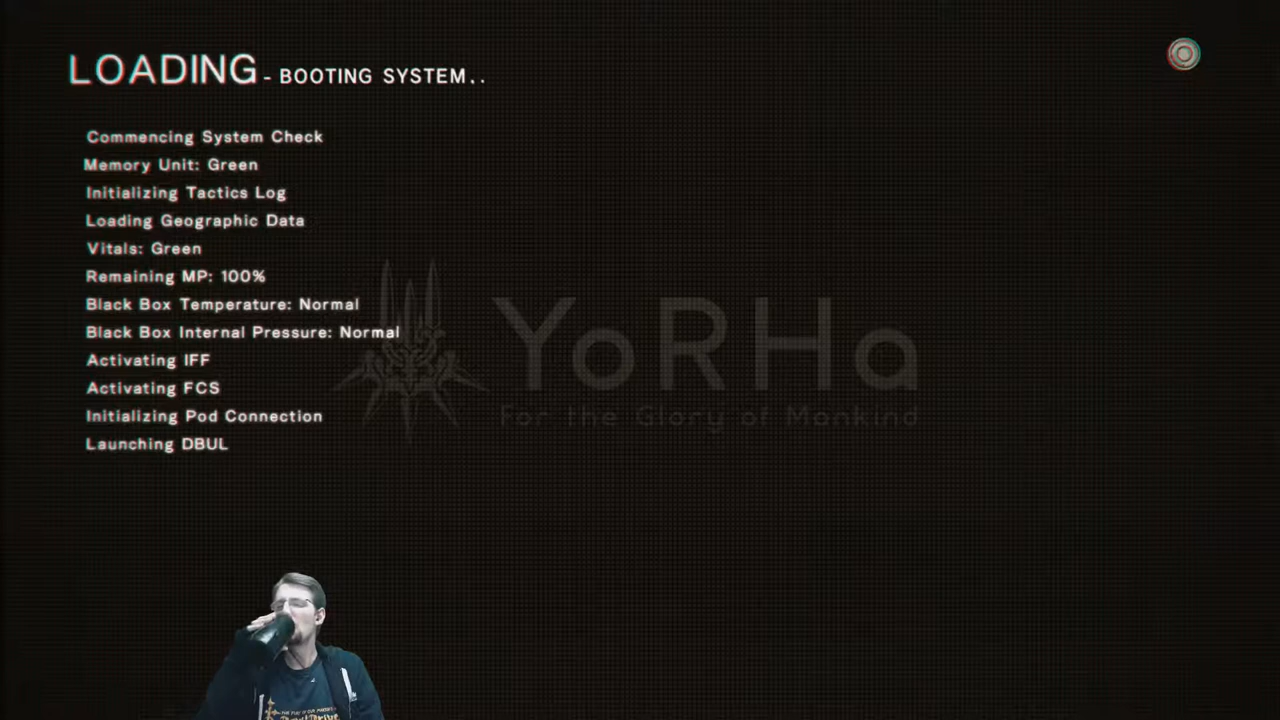 LOADING - BOOTING SYSTEM..
Commencing System Check
Memory Unit: Green
Initializing Tactics Log
Loading Geographic Data
Vitals: Green
Remaining MP: 100%
Black Box Temperature: Normal
Black Box Internal Pressure: Normal
Activating IFF
Activating FCS
Initializing Pod Connection
Launching DBUL
YoRHa
For the Glory of Mankind